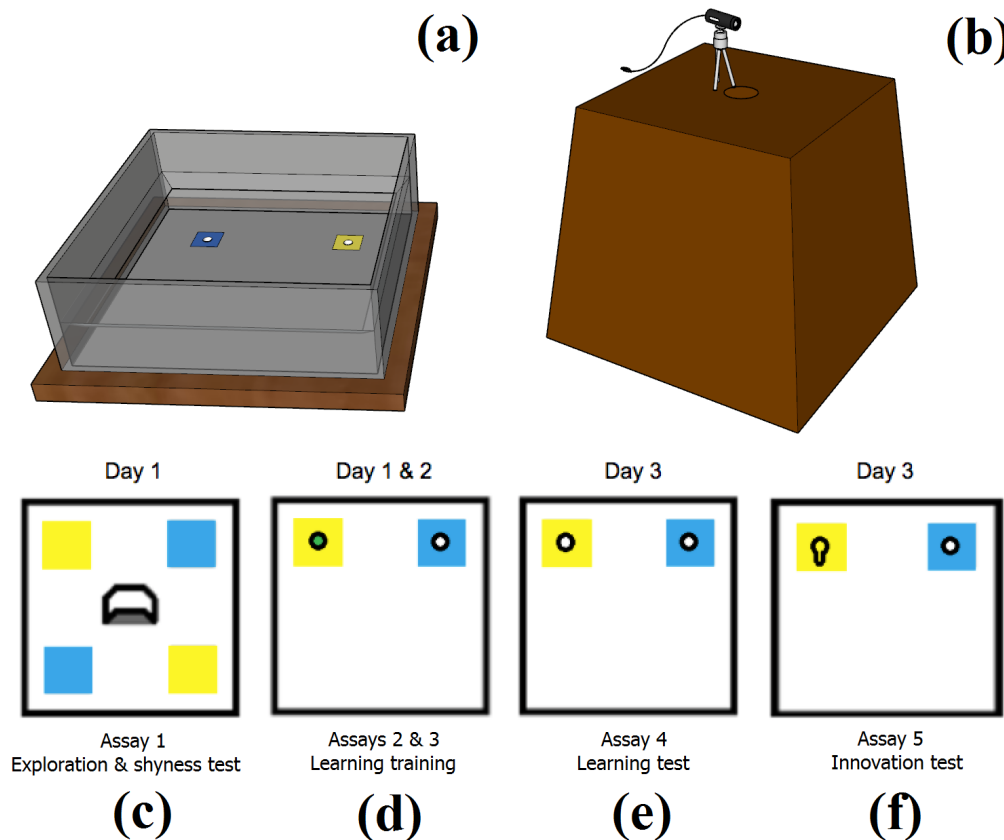 (a)
(b)
Day 1
Day 1 & 2
Day 3
Day 3
Assay 1
Exploration & shyness test
Assays 2 & 3
Learning training
Assay 4
Learning test
Assay 5
Innovation test
(c)
(d)
(e)
(f)